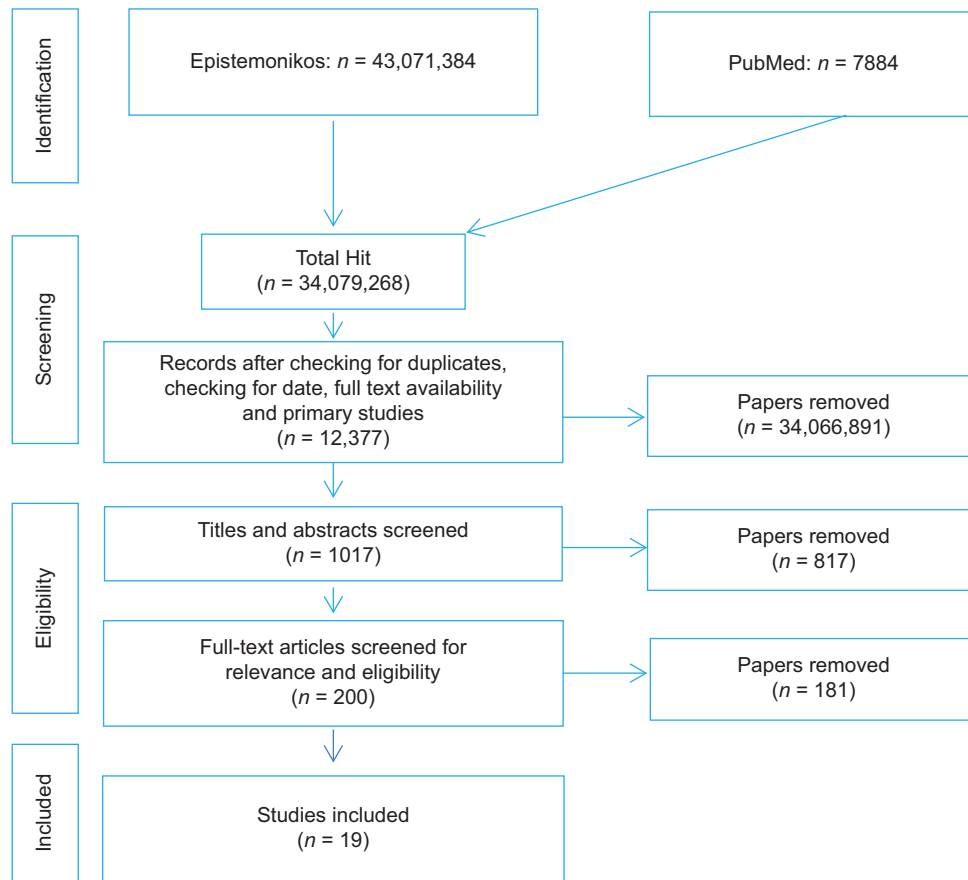 Identification
Epistemonikos: n = 43,071,384
PubMed: n = 7884
Screening
Total Hit
(n = 34,079,268)
Records after checking for duplicates,
checking for date, full text availability
and primary studies
(n = 12,377)
Papers removed
(n = 34,066,891)
Eligibility
Titles and abstracts screened
(n = 1017)
Papers removed
(n = 817)
Full-text articles screened for
relevance and eligibility
(n = 200)
Papers removed
(n = 181)
Included
Studies included
(n = 19)